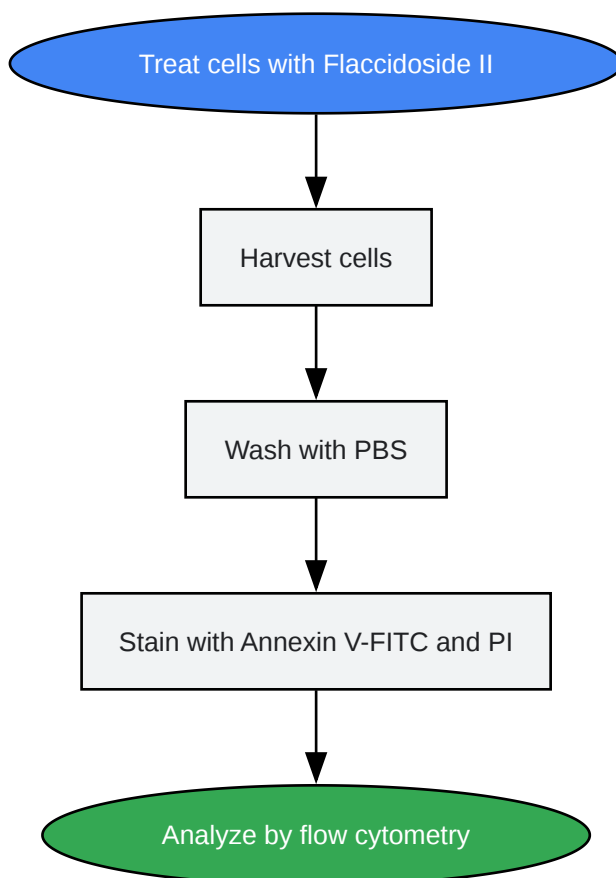 Treat cells with Flaccidoside II
Harvest cells
Wash with PBS
Stain with Annexin V-FITC and PI
Analyze by flow cytometry